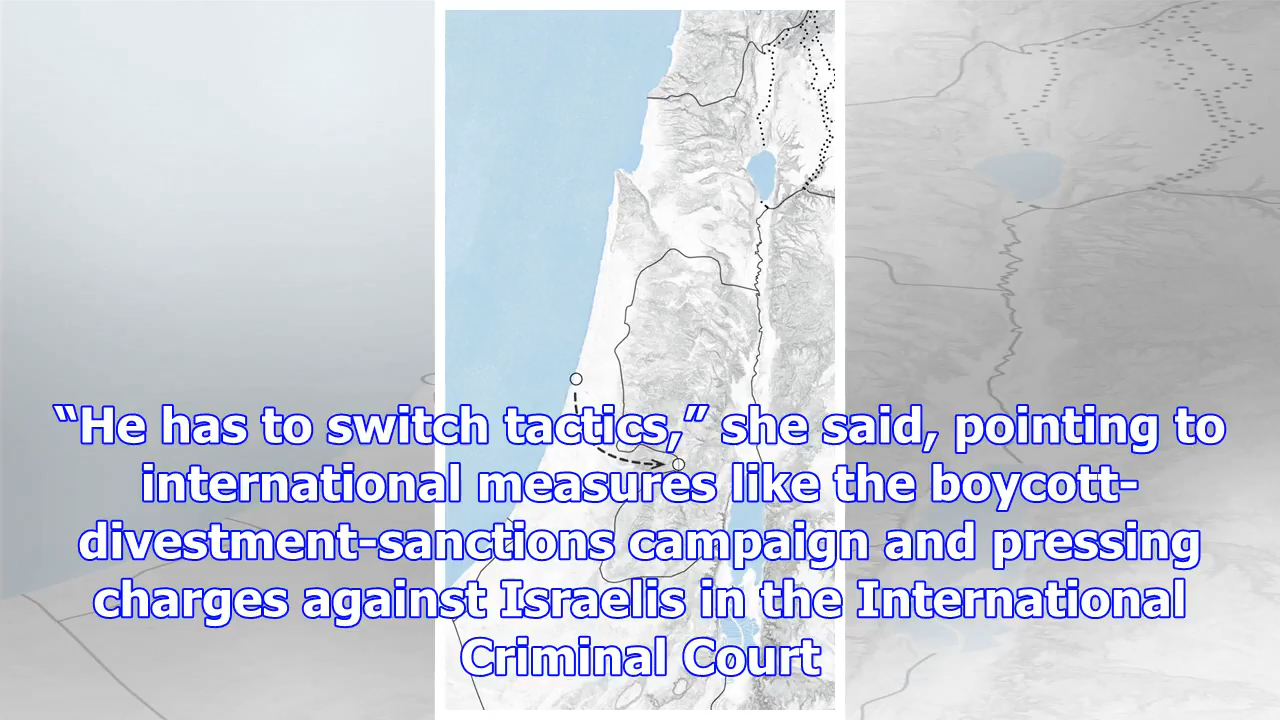 “He has to switch tactics,” she said, pointing to
international measures like the boycott-
divestment-sanctions campaign and pressing
charges against Israelis in the International
Criminal Court